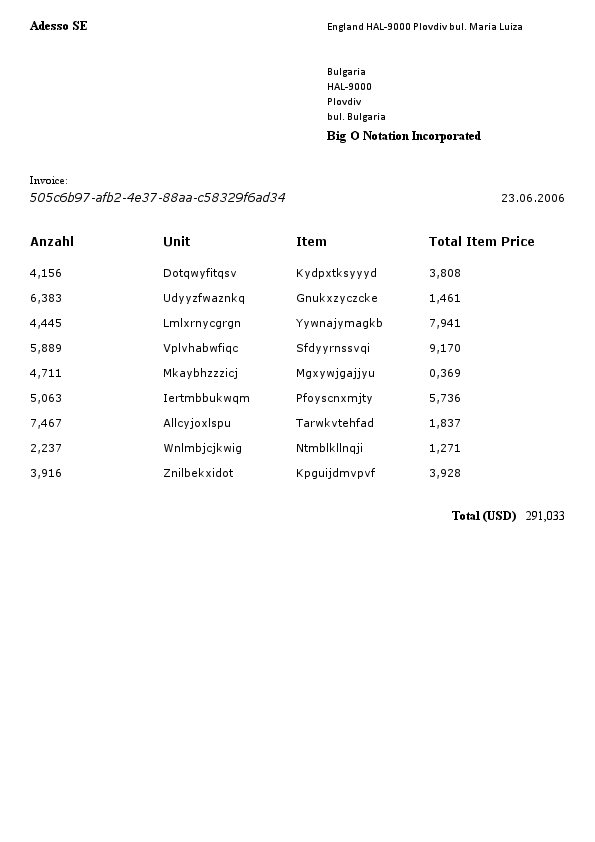 Adesso SE
England HAL-9000 Plovdiv bul. Maria Luiza
Bulgaria
HAL-9000
Plovdiv
bul. Bulgaria
Big O Notation Incorporated
Invoice:
505c6b97-afb2-4e37-88aa-c58329f6ad34 23.06.2006
Anzahl Unit Item Total Item Price
4,156 Dotqwyfitqsv Kydpxtksyyyd 3,808
6,383 Udyyzfwaznkq Gnukxzyczcke 1,461
4,445 Lmlxrnycgrgn Yywnajymagkb 7,941
5,889 Vplvhabwfiqc Sfdyyrnssvqi 9,170
4,711 Mkaybhzzzicj Mgxywjgajjyu 0,369
5,063 Iertmbbukwqm Pfoyscnxmjty 5,736
7,467 Allcyjoxlspu Tarwkvtehfad 1,837
2,237 Wnlmbjcjkwig Ntmblkllnqji 1,271
3,916 Znilbekxidot Kpguijdmvpvf 3,928
Total (USD) 291,033